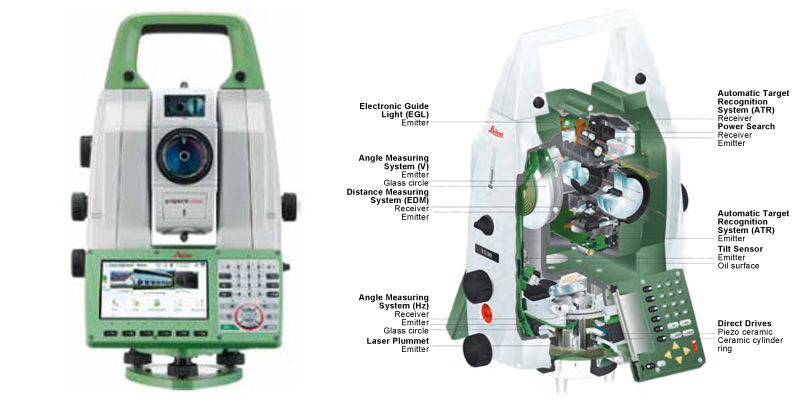 Leica
Electronic Guide
Light (EGL)
Emitter
Angle Measuring
System (V)
Emitter
Glass circle
Distance Measuring
System (EDM)
Receiver
Emitter
Angle Measuring
System (Hz)
Receiver
Emitter
Glass circle
Laser Plummet
Emitter
Leica
TS30
Automatic Target
Recognition
System (ATR)
Receiver
Power Search
Receiver
Emitter
Automatic Target
Recognition
System (ATR)
Emitter
Tilt Sensor
Emitter
Oil surface
Direct Drives
Piezo ceramic
Ceramic cylinder
ring